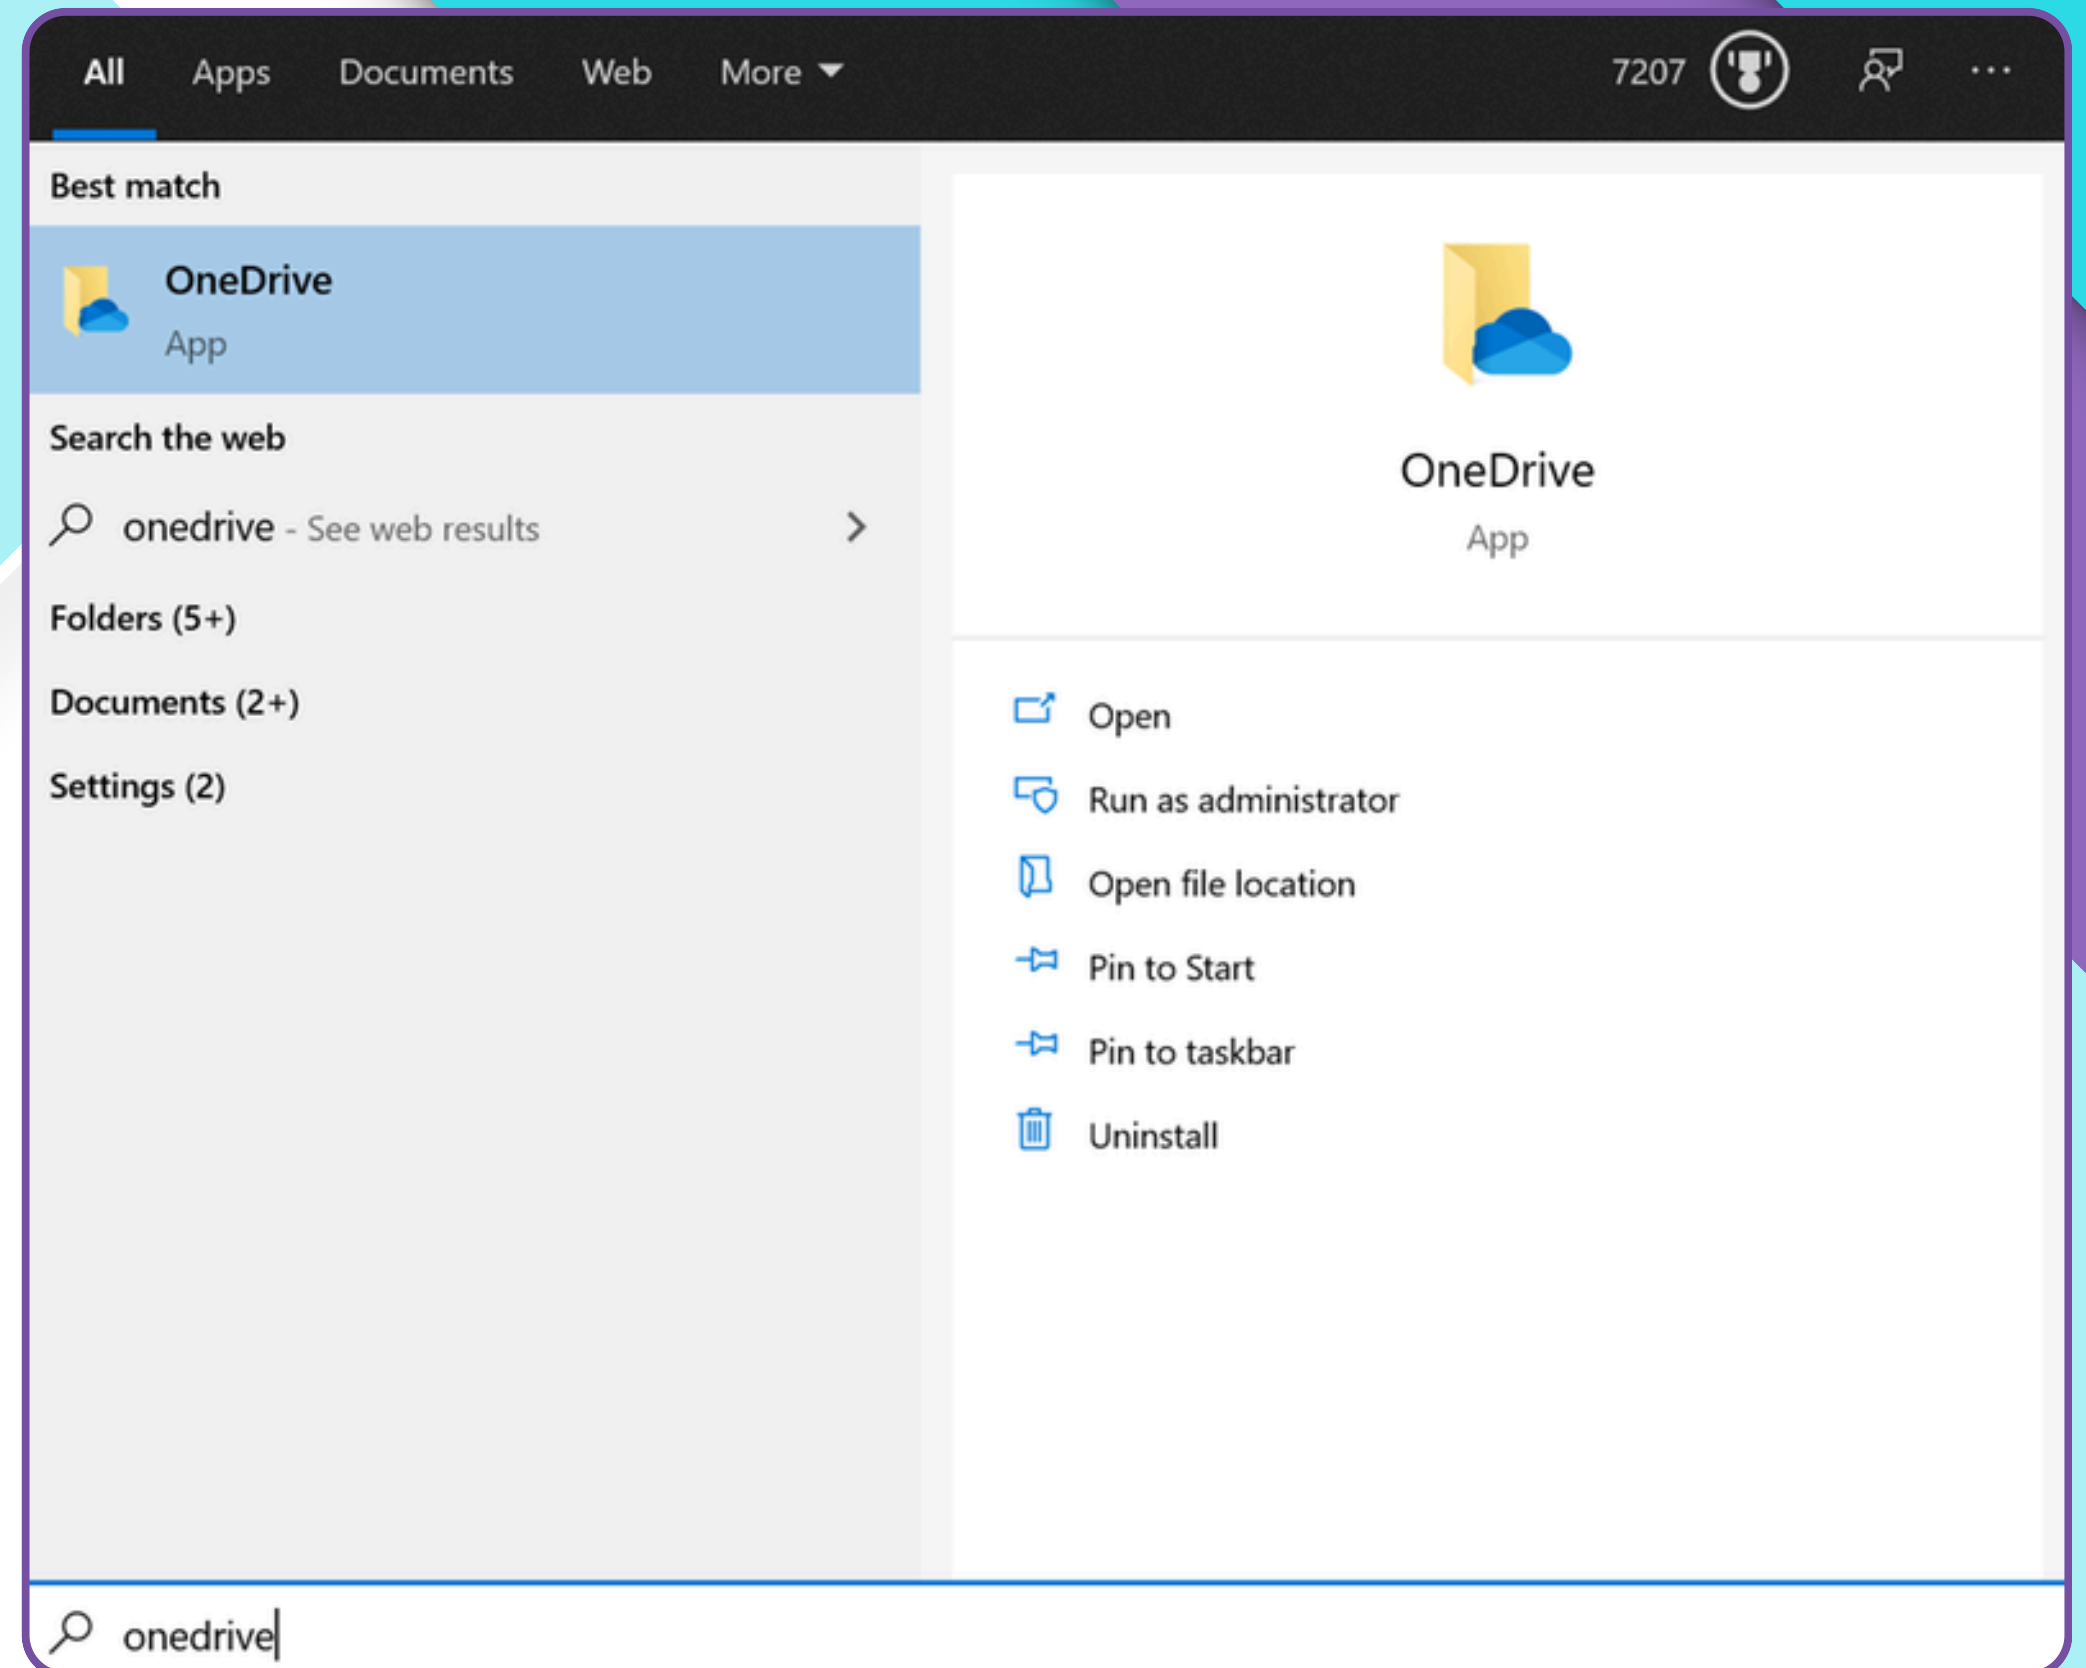 All Apps Documents Web More 7207 ...
Best match
OneDrive
App
Search the web
onedrive - See web results
Folders (5+)
Documents (2+)
Settings (2)
OneDrive
App
Open
Run as administrator
Open file location
Pin to Start
Pin to taskbar
Uninstall
onedrive